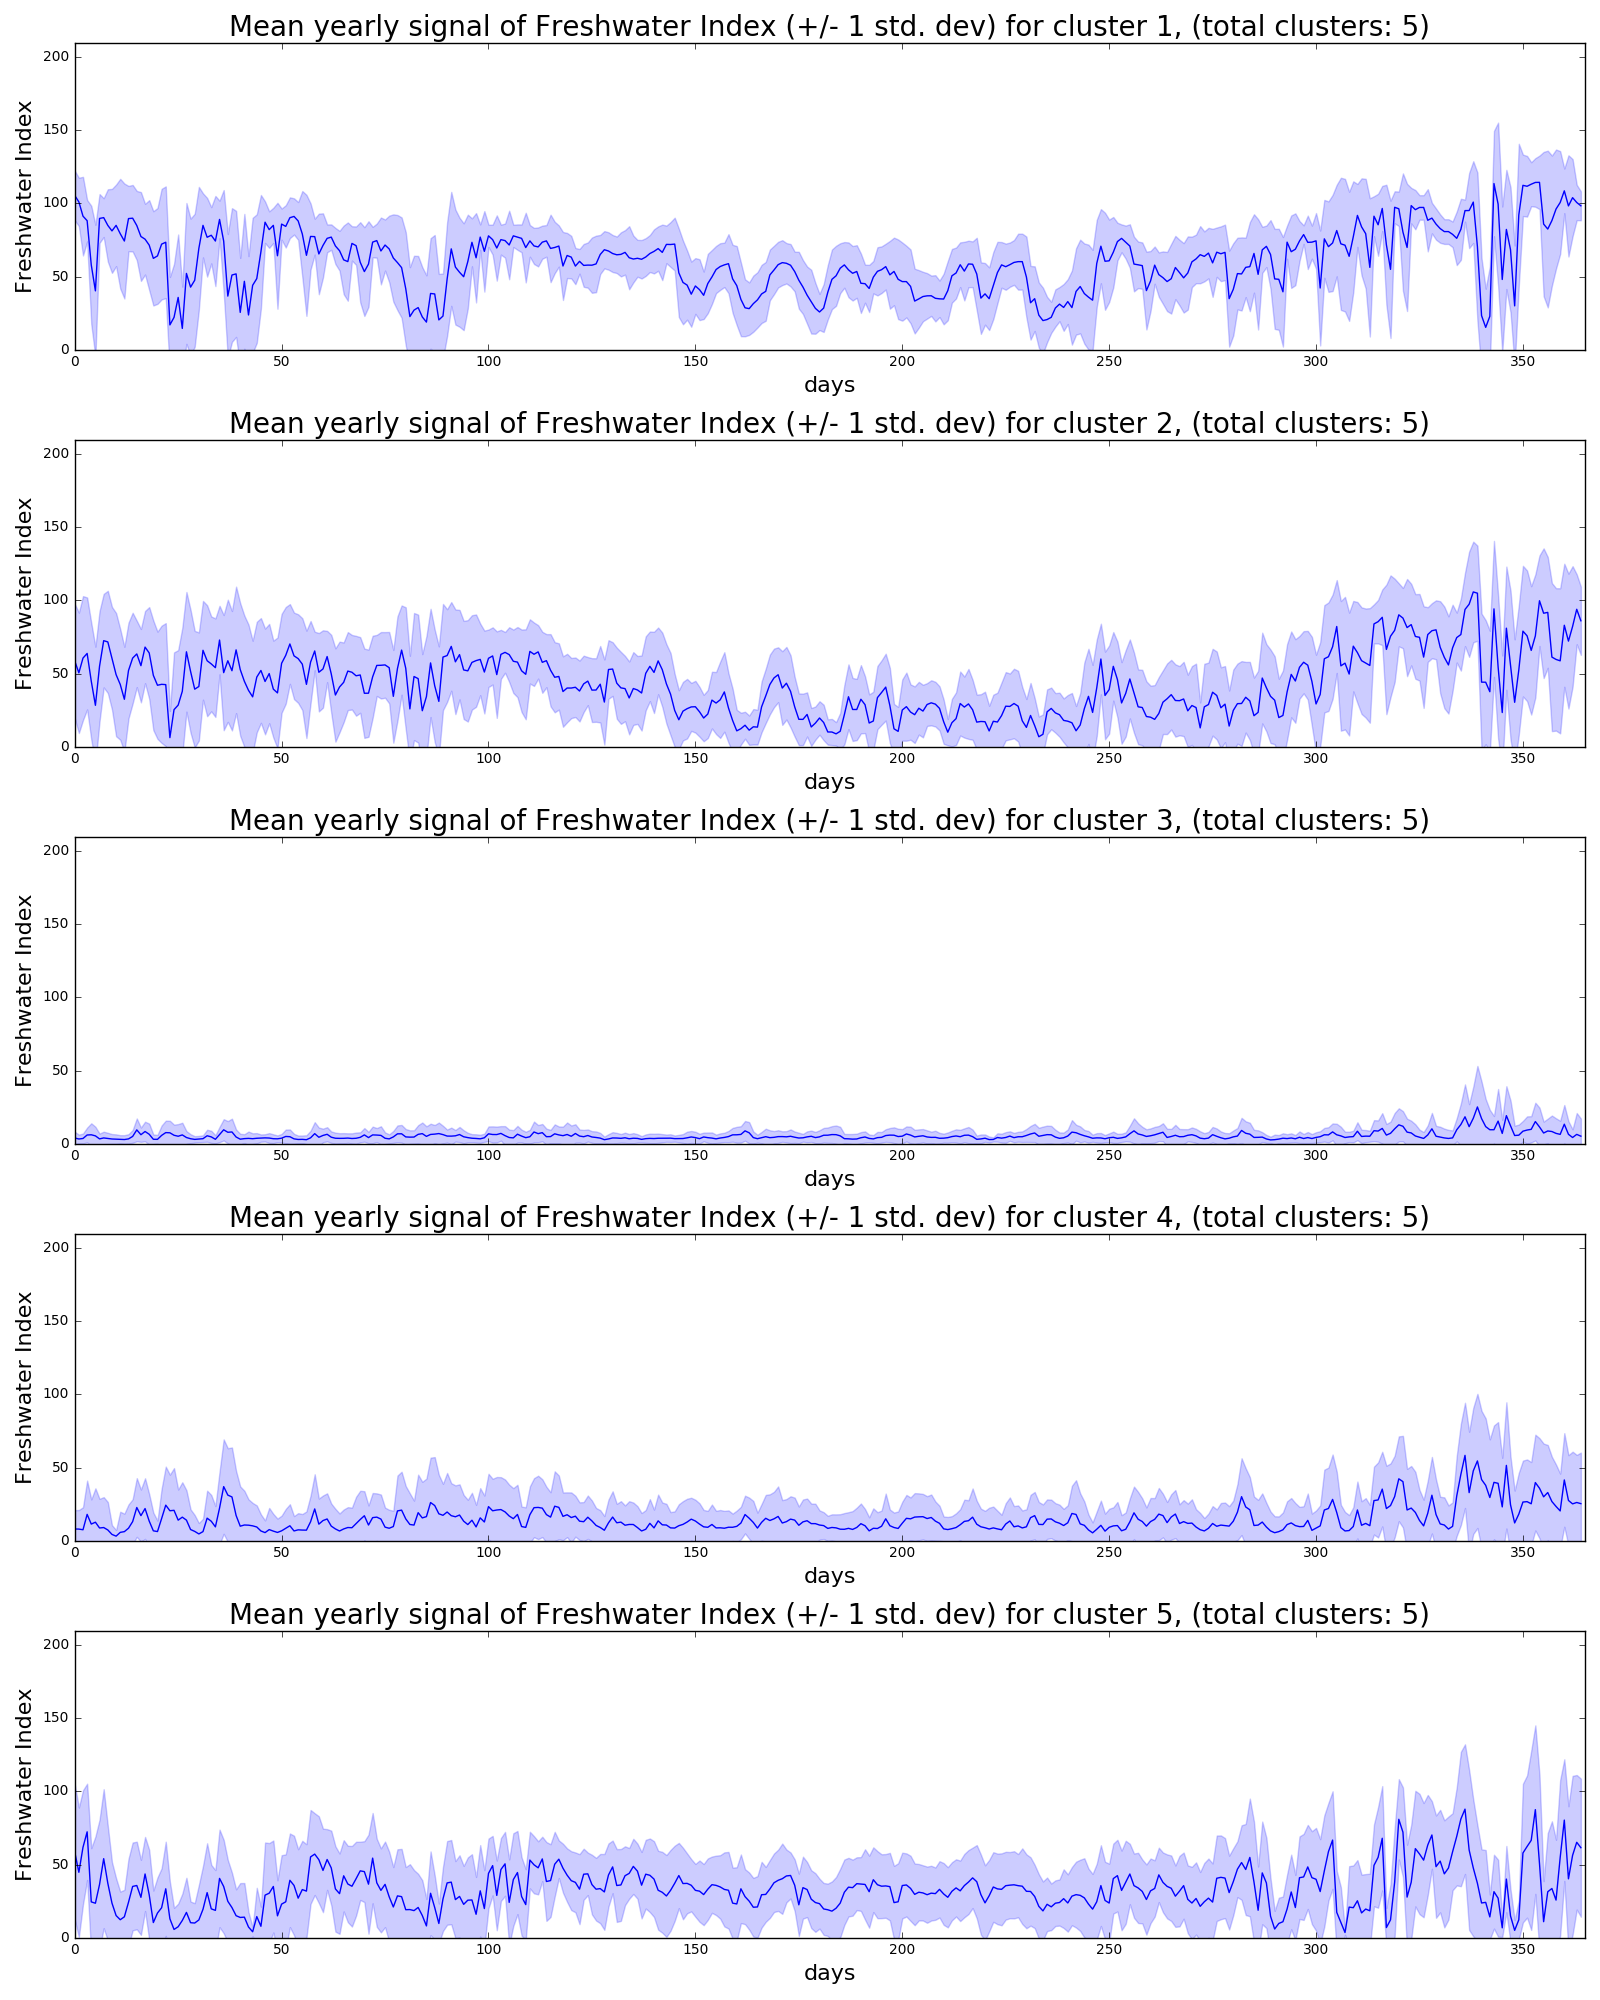 Mean yearly signal of Freshwater Index (+/- 1 std. dev) for cluster 1, (total clusters: 5)
200
150
100
50
0
Freshwater Index
0 50 100 150 200 250 300 350
days
Mean yearly signal of Freshwater Index (+/- 1 std. dev) for cluster 2, (total clusters: 5)
200
150
100
50
0
Freshwater Index
0 50 100 150 200 250 300 350
days
Mean yearly signal of Freshwater Index (+/- 1 std. dev) for cluster 3, (total clusters: 5)
200
150
100
50
0
Freshwater Index
0 50 100 150 200 250 300 350
days
Mean yearly signal of Freshwater Index (+/- 1 std. dev) for cluster 4, (total clusters: 5)
200
150
100
50
0
Freshwater Index
0 50 100 150 200 250 300 350
days
Mean yearly signal of Freshwater Index (+/- 1 std. dev) for cluster 5, (total clusters: 5)
200
150
100
50
0
Freshwater Index
0 50 100 150 200 250 300 350
days